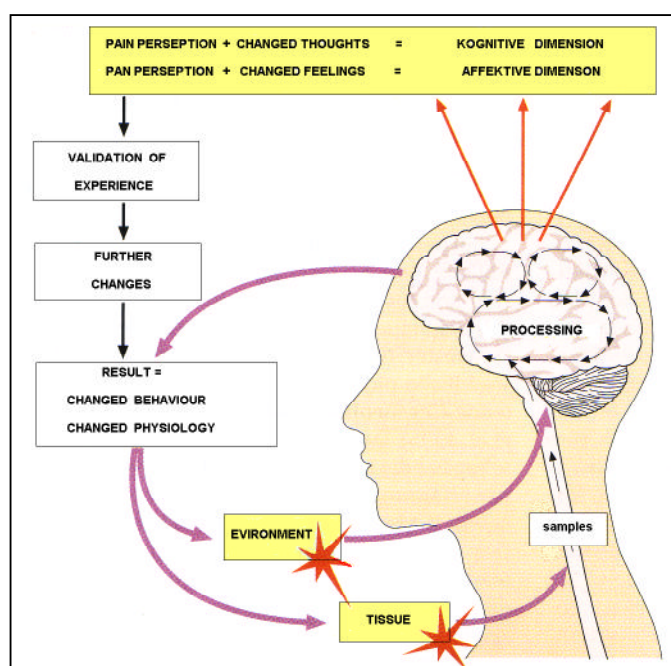 PAIN PERSEPTION + CHANGED THOUGHTS = KOGNITIVE DIMENSION
PAN PERSEPTION + CHANGED FEELINGS = AFFEKTIVE DIMENSON
VALIDATION OF
EXPERIENCE
FURTHER
CHANGES
PROCESSING
RESULT =
CHANGED BEHAVIOUR
CHANGED PHYSIOLOGY
EVIRONMENT
samples
TISSUE